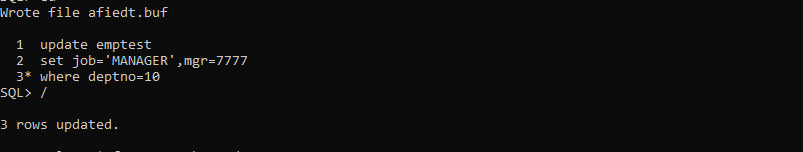 Wrote file afiedt.buf
1 update emptest
2 set job='MANAGER',mgr=7777
3* where deptno=10
SQL> /
3 rows updated.